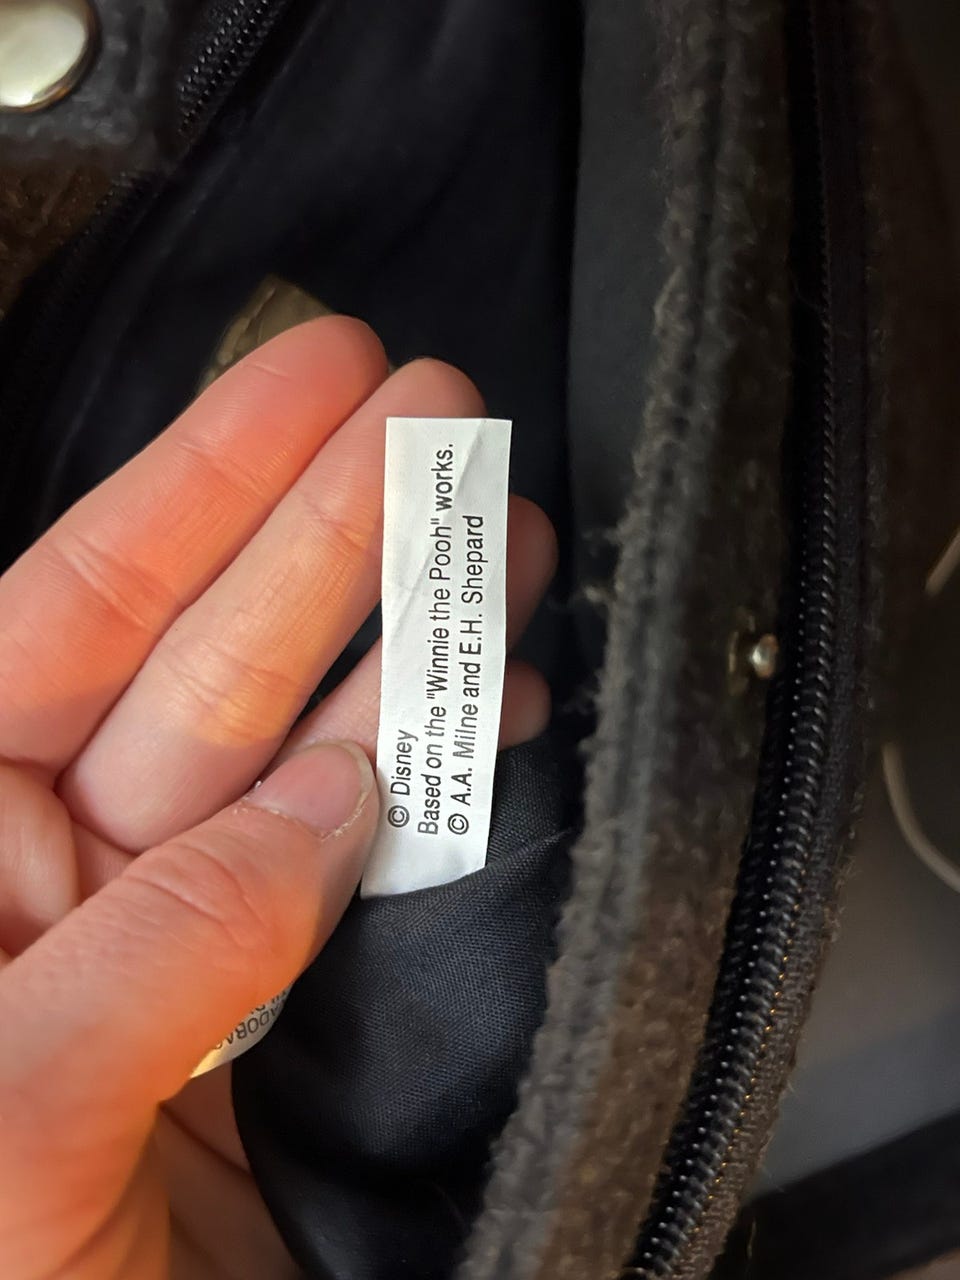 © Disney
Based on the "Winnie the Pooh" works.
© A.A. Milne and E.H. Shepard